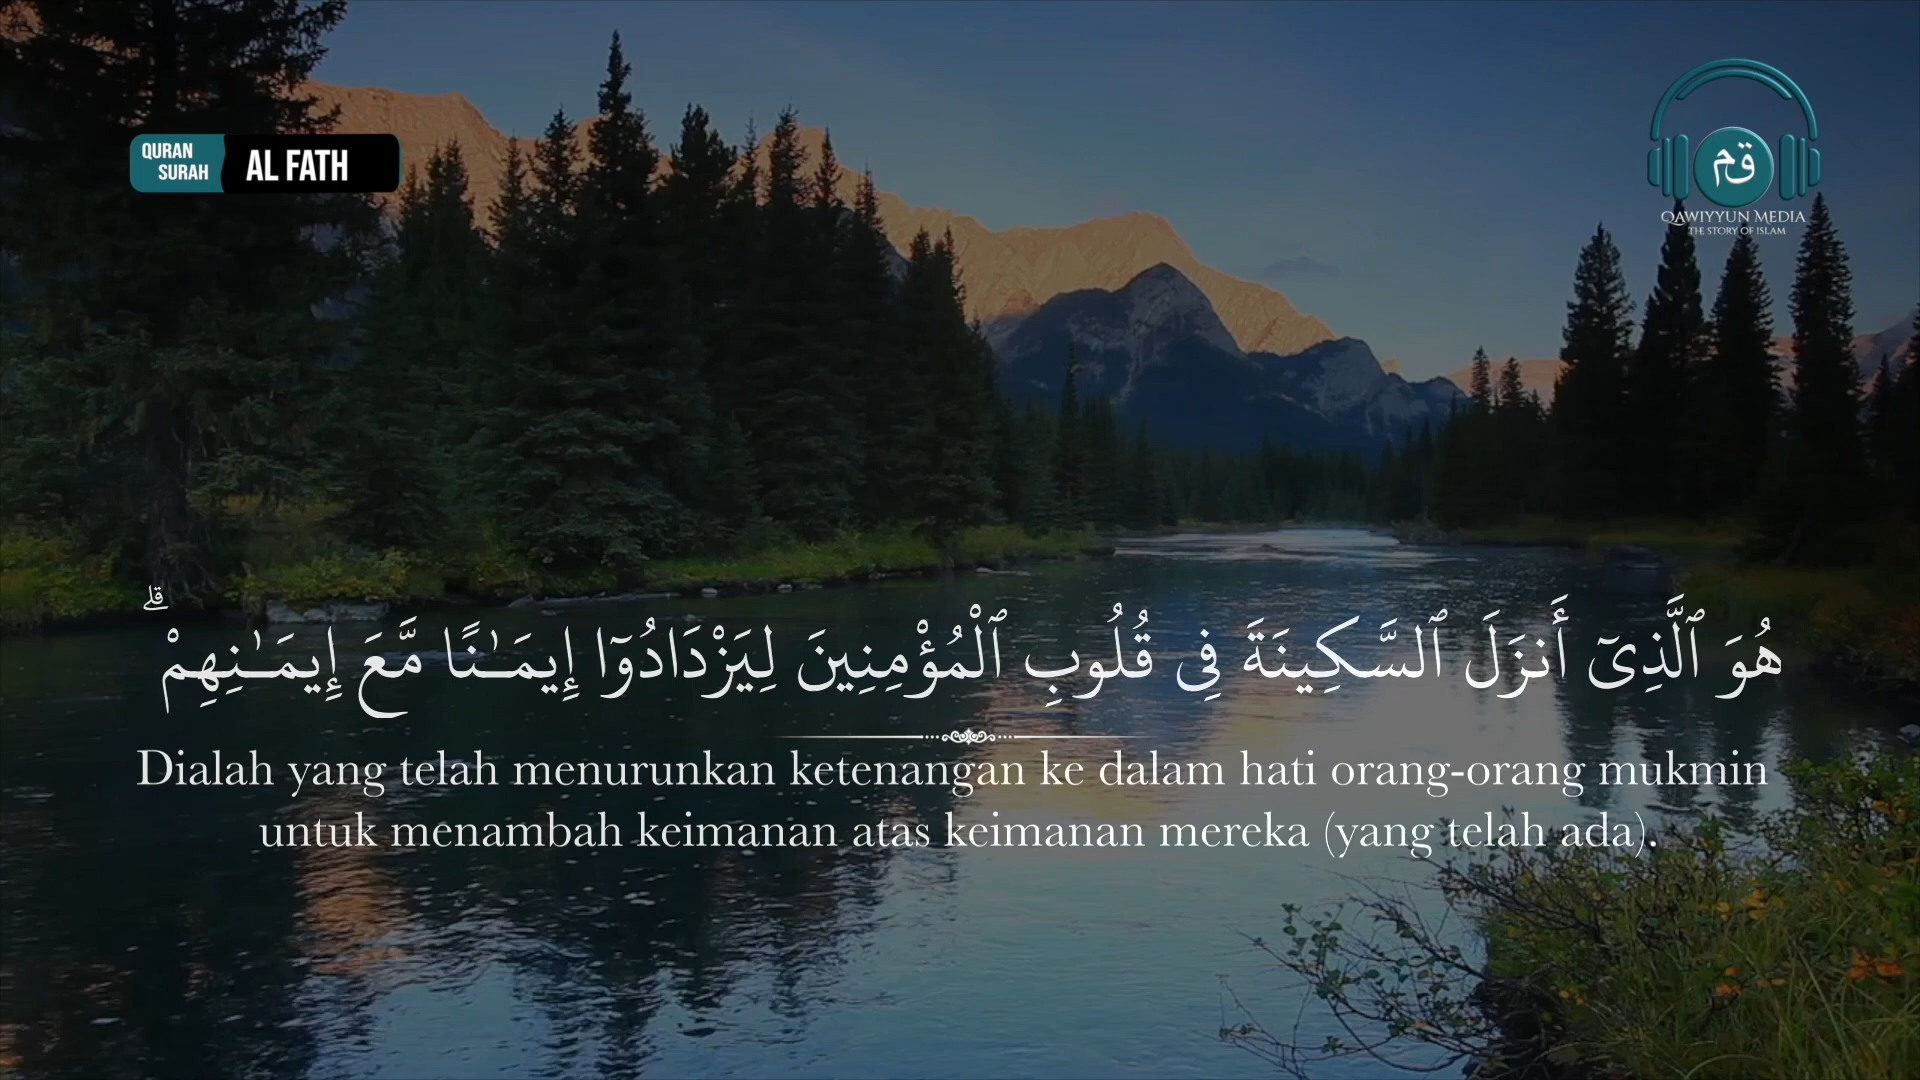 QURAN
SURAH
AL FATH
قم
QAWIYYUN MEDIA
THE STORY OF ISLAM
هُوَ ٱلَّذِىٓ أَنزَلَ ٱلسَّكِينَةَ فِى قُلُوبِ ٱلْمُؤْمِنِينَ لِيَزْدَادُوٓا۟ إِيمَـٰنًا مَّعَ إِيمَـٰنِهِمْ ۗ
Dialah yang telah menurunkan ketenangan ke dalam hati orang-orang mukmin
untuk menambah keimanan atas keimanan mereka (yang telah ada).